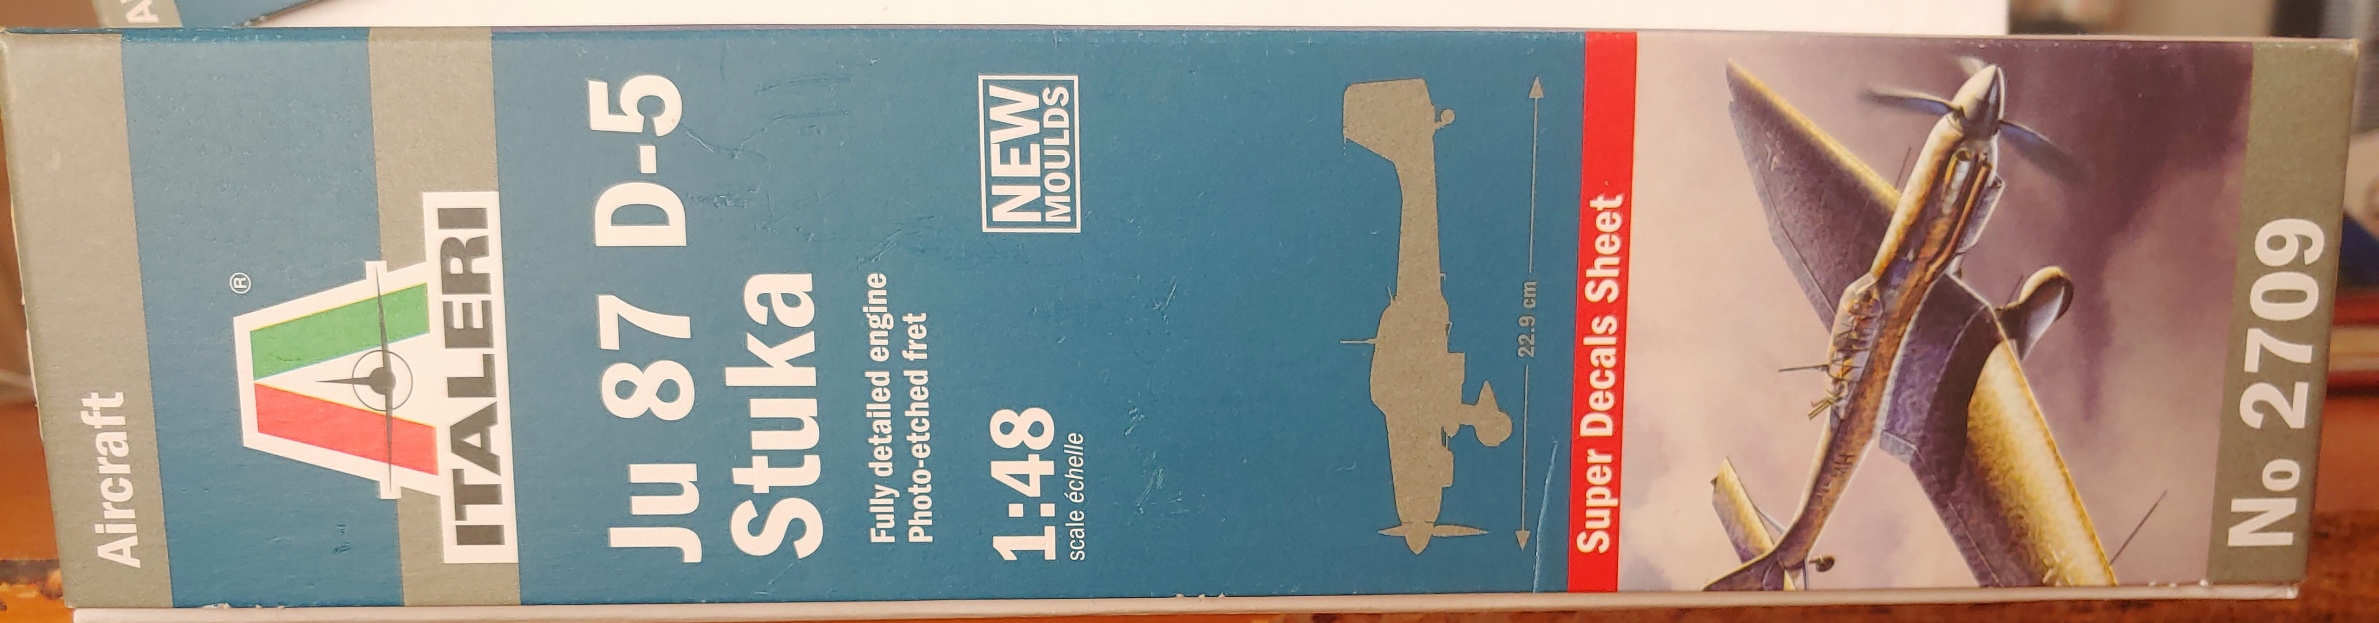 Aircraft
®
ITALERI
Ju 87 D-5
Stuka
Fully detailed engine
Photo-etched fret
NEW
MOULDS
1:48
scale échelle
22.9 cm
Super Decals Sheet
No 2709